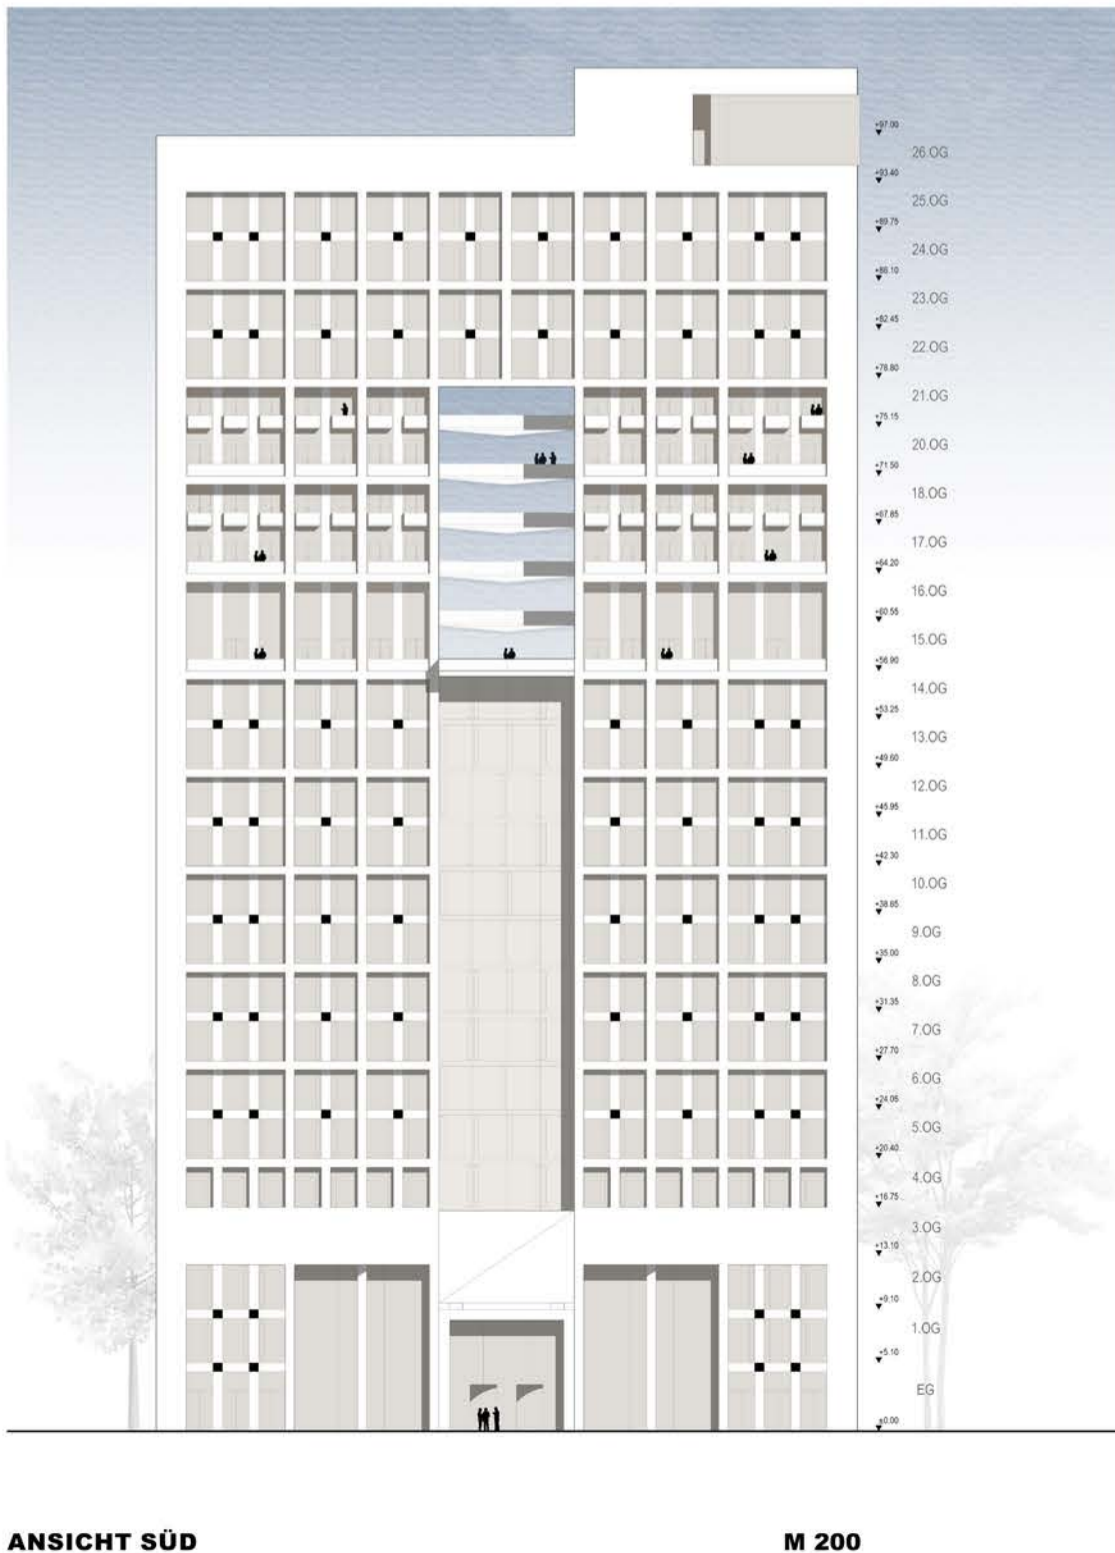 +97.00
26.OG
+93.40
25.OG
+89.75
24.OG
+86.10
23.OG
+82.45
22.OG
+78.80
21.OG
+75.15
20.OG
+71.50
18.OG
+67.85
17.OG
+64.20
16.OG
+60.55
15.OG
+56.90
14.OG
+53.25
13.OG
+49.60
12.OG
+45.95
11.OG
+42.30
10.OG
+38.65
9.OG
+35.00
8.OG
+31.35
7.OG
+27.70
6.OG
+24.05
5.OG
+20.40
4.OG
+16.75
3.OG
+13.10
2.OG
+9.10
1.OG
+5.10
EG
±0.00
ANSICHT SÜD M 200